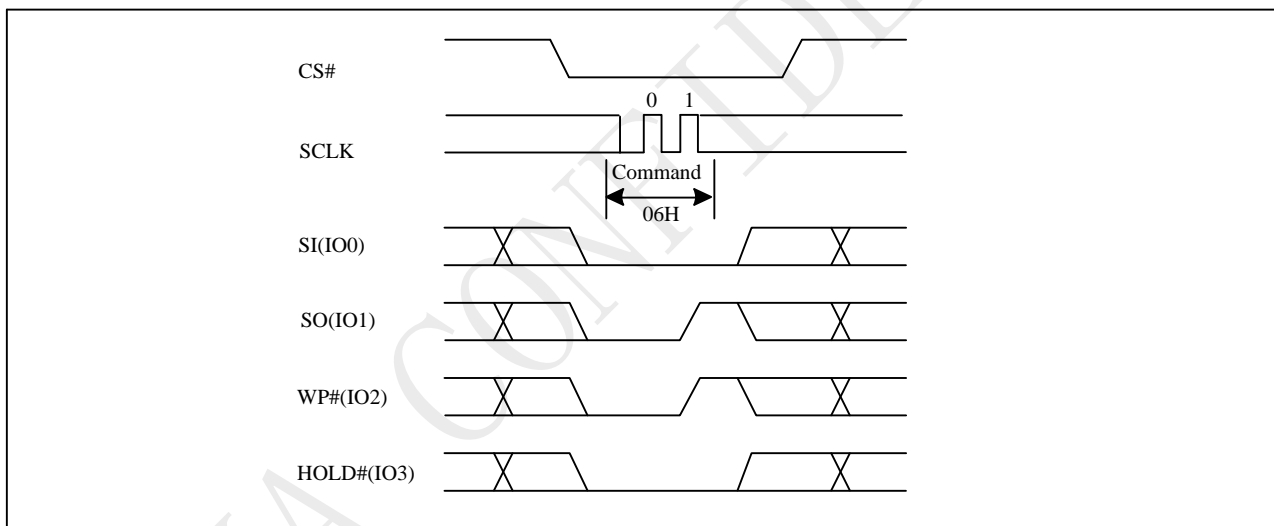 CS#
0 1
SCLK
Command
06H
SI(IO0)
SO(IO1)
WP#(IO2)
HOLD#(IO3)